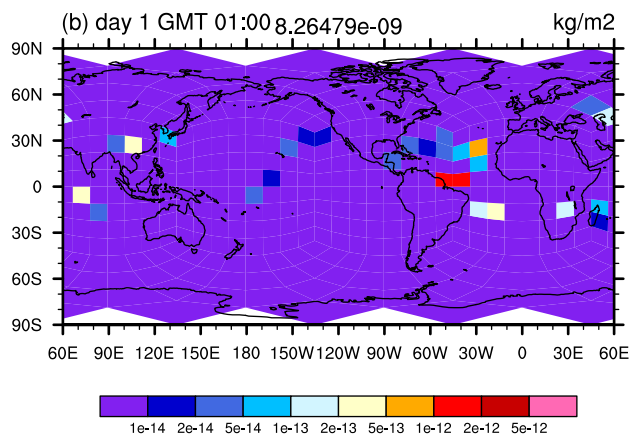 (b) day 1 GMT 01:00 8.26479e-09 kg/m2
90N
60N
30N
0
30S
60S
90S
60E 90E 120E 150E 180 150W 120W 90W 60W 30W 0 30E 60E
1e-14 2e-14 5e-14 1e-13 2e-13 5e-13 1e-12 2e-12 5e-12